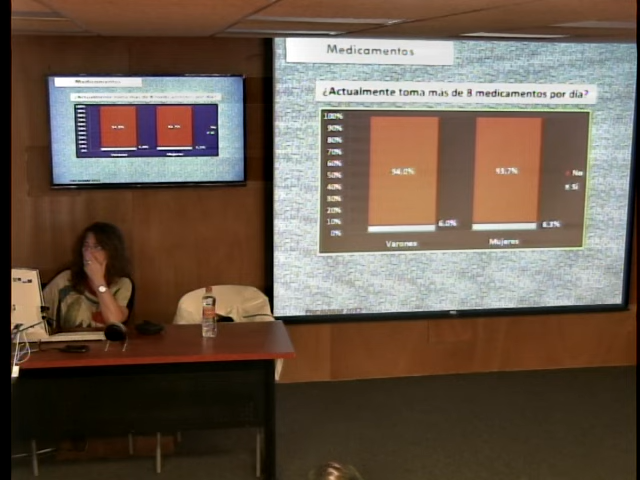 Medicamentos
¿Actualmente toma más de 8 medicamentos por día?
100%
90%
80%
70%
60%
50%
40%
30%
20%
10%
0%
94.0%
93.7%
6.0%
6.3%
No
Si
Varones
Mujeres